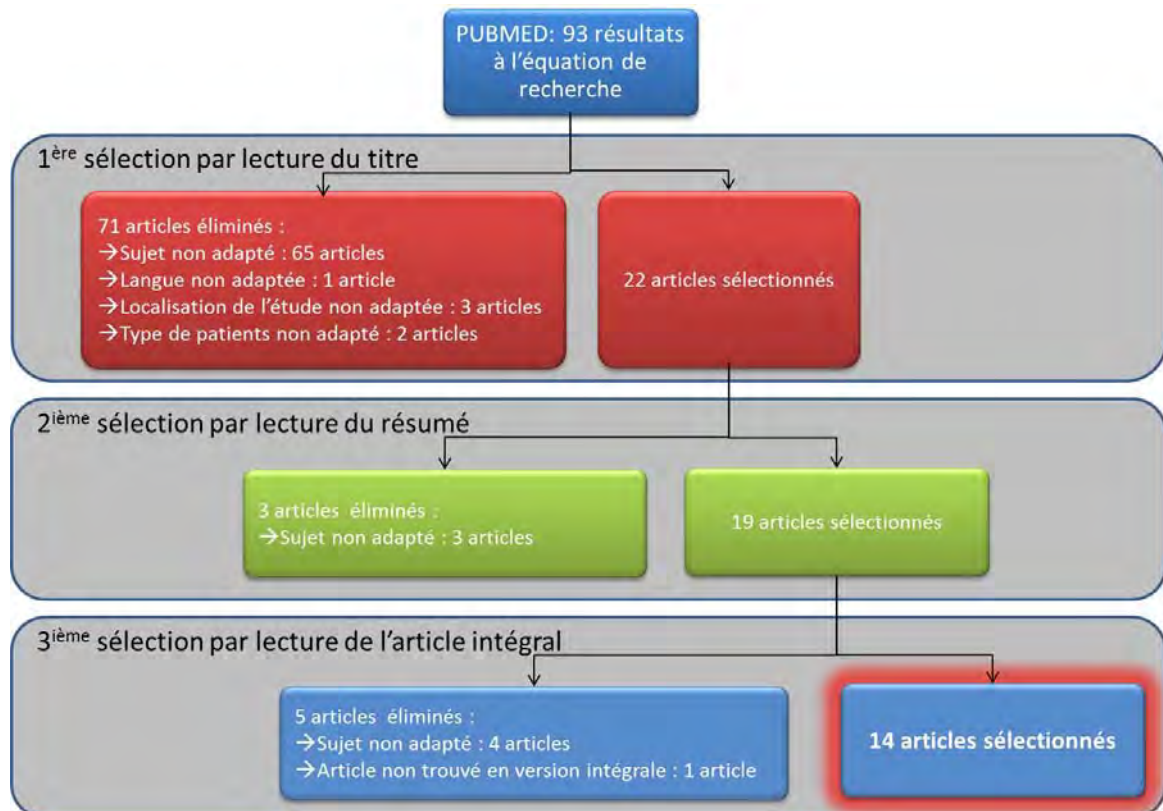 PUBMED: 93 résultats
à l'équation de
recherche
1ère sélection par lecture du titre
71 articles éliminés :
→Sujet non adapté : 65 articles
→Langue non adaptée : 1 article
→Localisation de l'étude non adaptée : 3 articles
→Type de patients non adapté : 2 articles
22 articles sélectionnés
2ième sélection par lecture du résumé
3 articles éliminés :
→Sujet non adapté : 3 articles
19 articles sélectionnés
3ième sélection par lecture de l'article intégral
5 articles éliminés :
→Sujet non adapté : 4 articles
→Article non trouvé en version intégrale : 1 article
14 articles sélectionnés